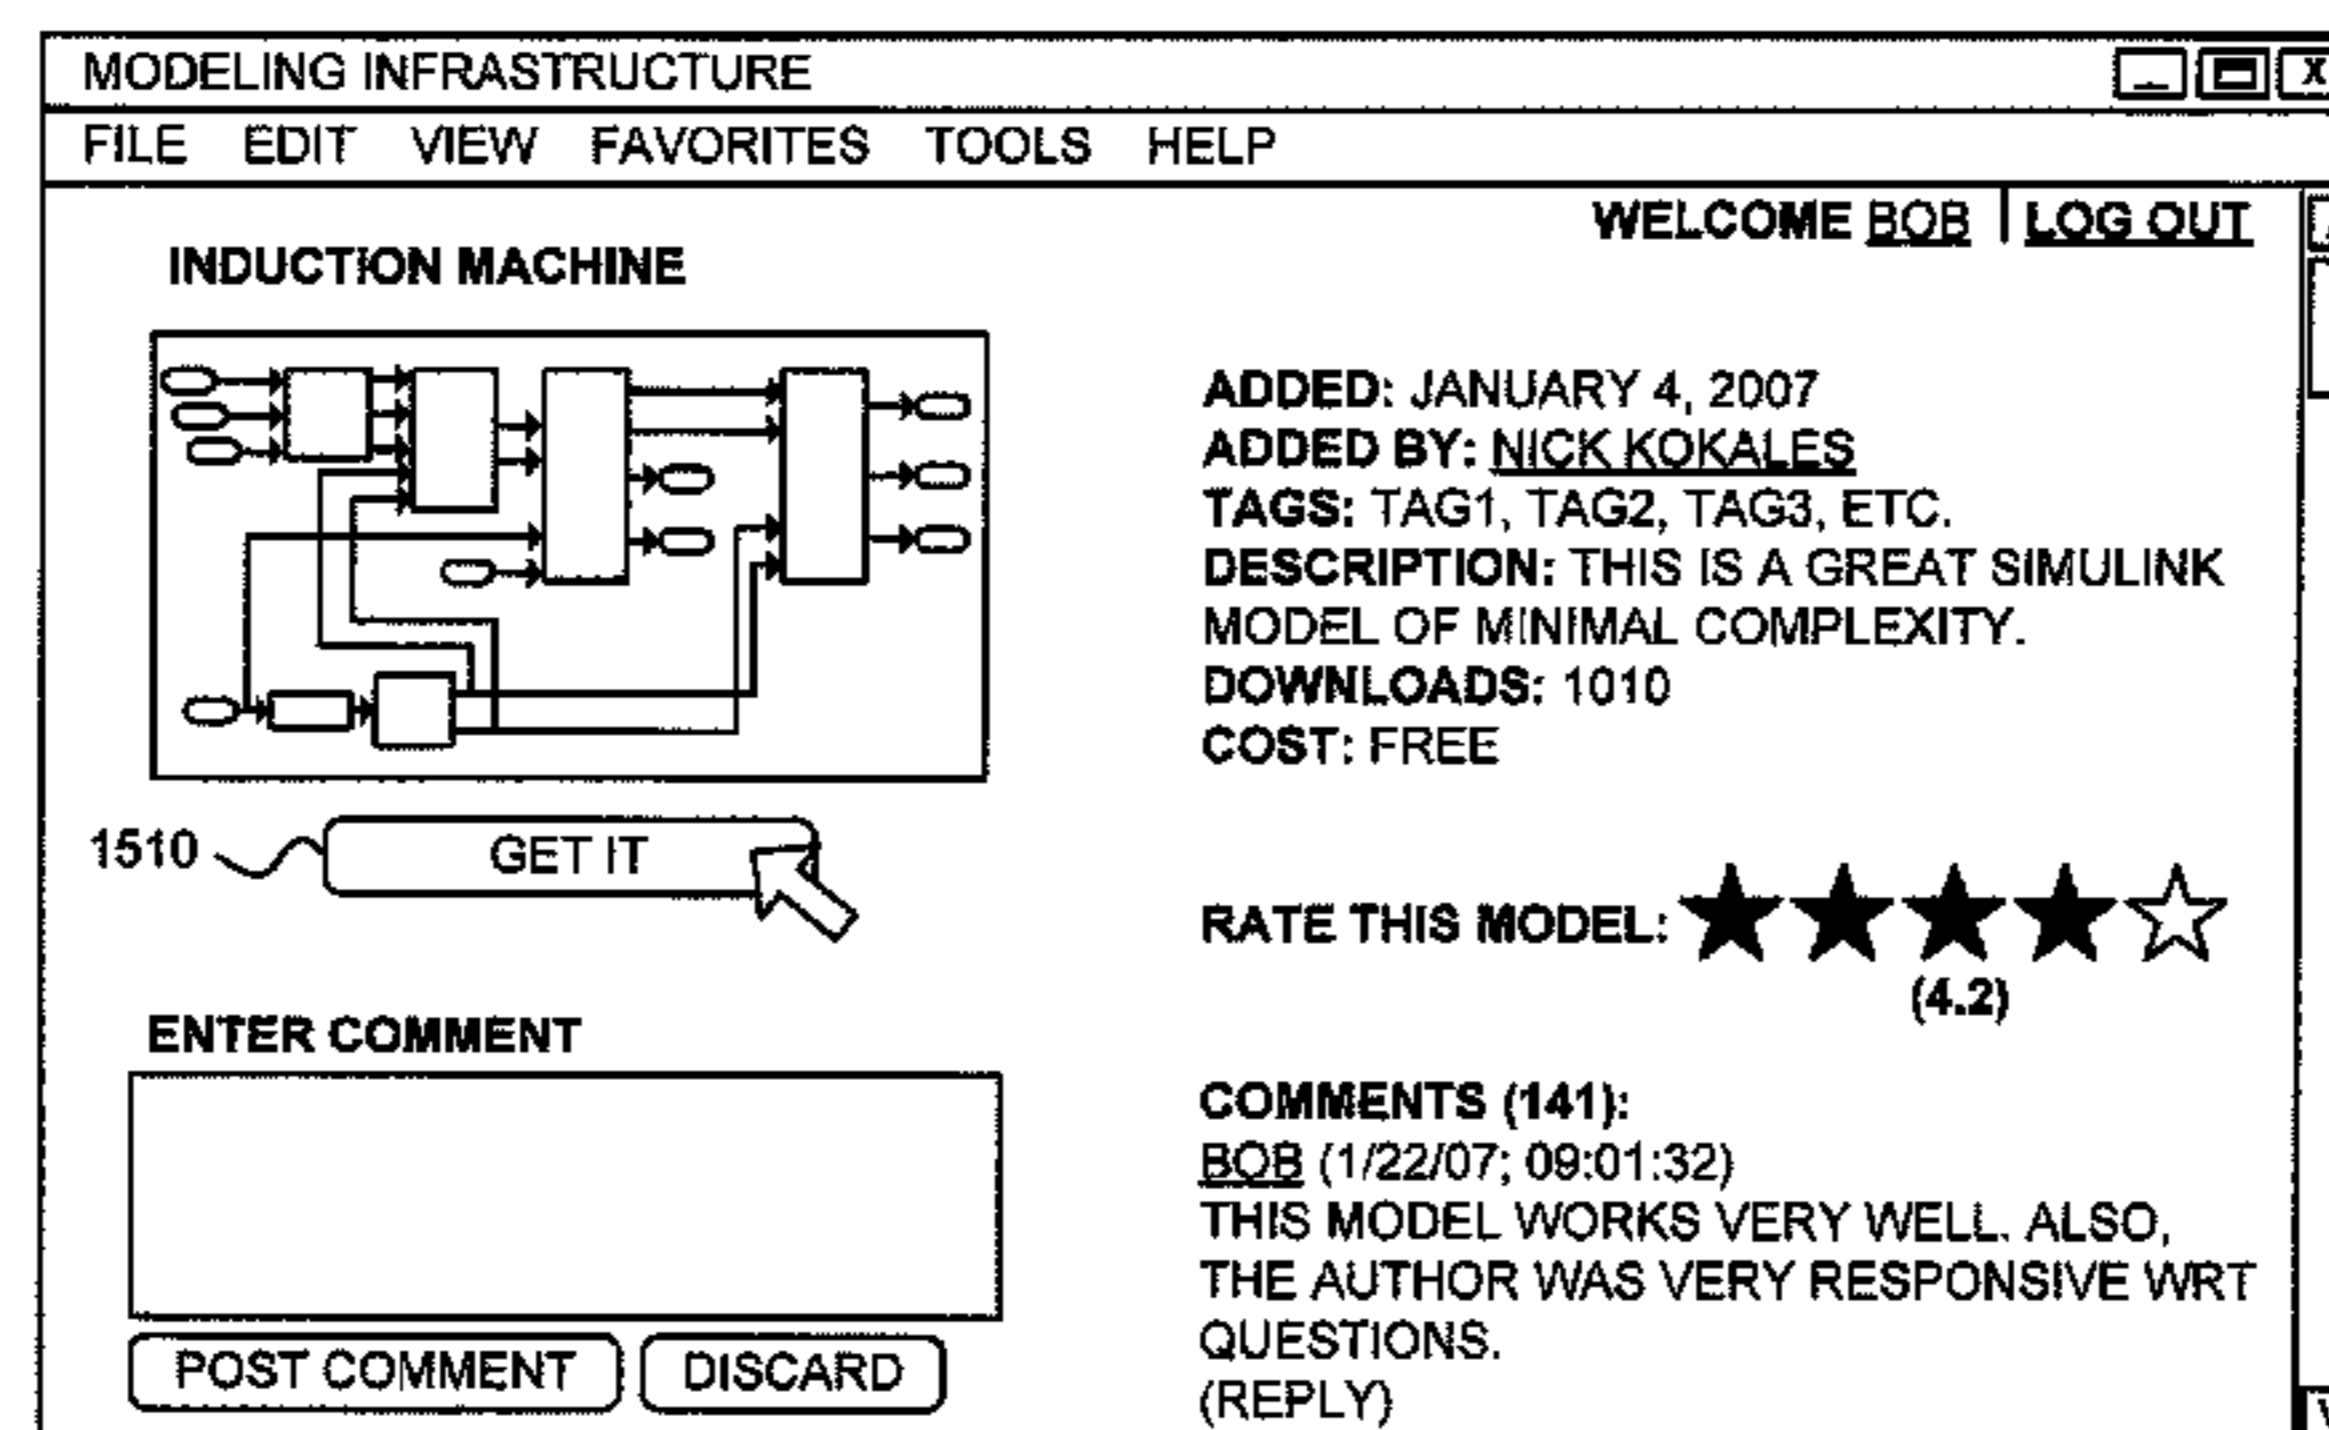 MODELING INFRASTRUCTURE
X
FILE EDIT VIEW FAVORITES TOOLS HELP
WELCOME BOB | LOG OUT
INDUCTION MACHINE
ADDED: JANUARY 4, 2007
ADDED BY: NICK KOKALES
TAGS: TAG1, TAG2, TAG3, ETC.
DESCRIPTION: THIS IS A GREAT SIMULINK
MODEL OF MINIMAL COMPLEXITY.
DOWNLOADS: 1010
COST: FREE
1510
GET IT
RATE THIS MODEL:
(4.2)
ENTER COMMENT
POST COMMENT
DISCARD
COMMENTS (141):
BOB (1/22/07; 09:01:32)
THIS MODEL WORKS VERY WELL. ALSO,
THE AUTHOR WAS VERY RESPONSIVE WRT
QUESTIONS.
(REPLY)